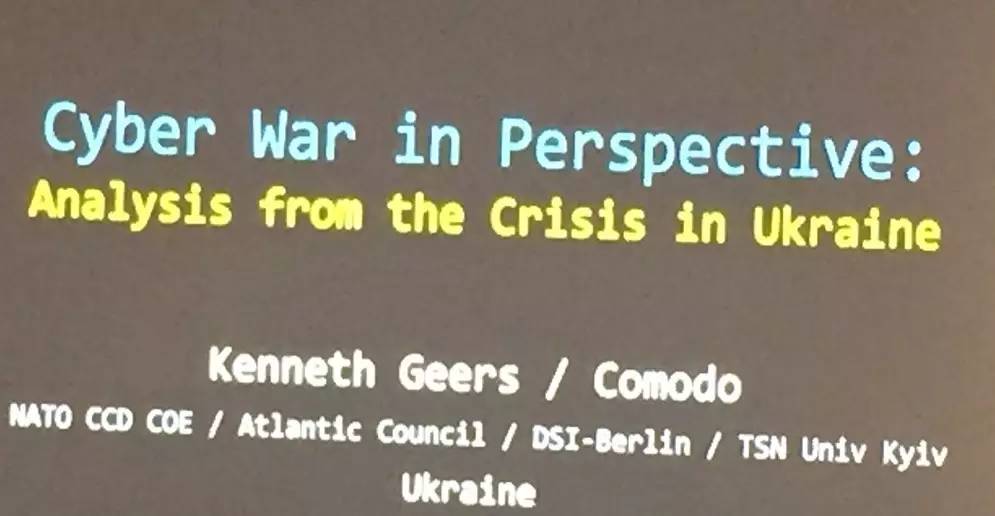 Cyber War in Perspective:
Analysis from the Crisis in Ukraine
Kenneth Geers / Comodo
NATO CCD COE / Atlantic Council / DSI-Berlin / TSN Univ Kyiv
Ukraine